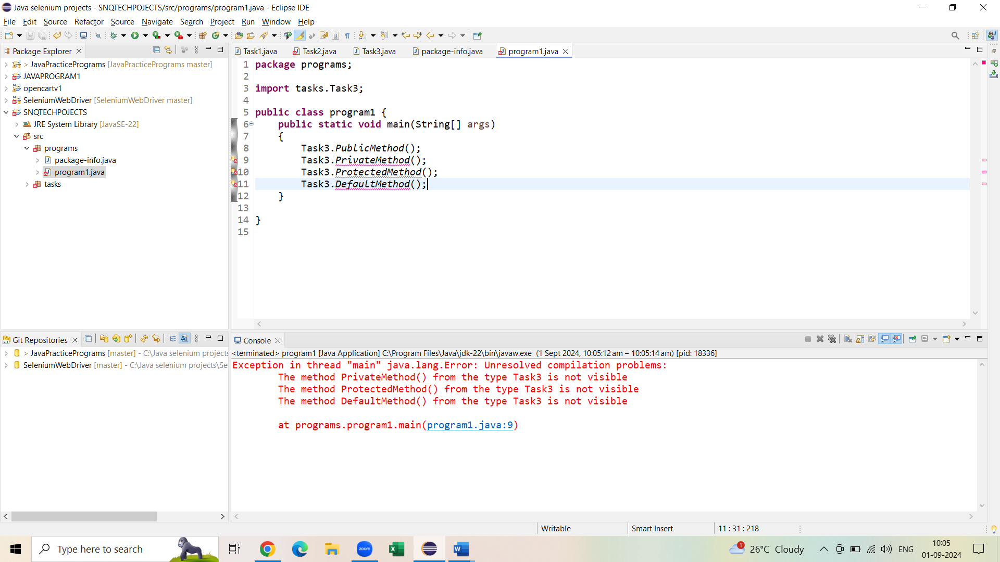 Java selenium projects - SNQTECHPOJECTS/src/programs/program1.java - Eclipse IDE
File Edit Source Refactor Source Navigate Search Project Run Window Help
Package Explorer
> JavaPracticePrograms [JavaPracticePrograms master]
JAVAPROGRAM1
opencartv1
SeleniumWebDriver [SeleniumWebDriver master]
SNQTECHPOJECTS
JRE System Library [JavaSE-22]
src
programs
package-info.java
program1.java
tasks
Task1.java Task2.java Task3.java package-info.java program1.java
1 package programs;
2
3 import tasks.Task3;
4
5 public class program1 {
6 public static void main(String[] args)
7 {
8 Task3.PublicMethod();
9 Task3.PrivateMethod();
10 Task3.ProtectedMethod();
11 Task3.DefaultMethod();
12 }
13
14 }
15
Git Repositories
> JavaPracticePrograms [master] - C:\Java selenium projects
SeleniumWebDriver [master] - C:\Java selenium projects\Se
Console
<terminated> program1 [Java Application] C:\Program Files\Java\jdk-22\bin\javaw.exe (1 Sept 2024, 10:05:12 am – 10:05:14 am) [pid: 18336]
Exception in thread "main" java.lang.Error: Unresolved compilation problems:
The method PrivateMethod() from the type Task3 is not visible
The method ProtectedMethod() from the type Task3 is not visible
The method DefaultMethod() from the type Task3 is not visible
at programs.program1.main(program1.java:9)
Writable Smart Insert 11 : 31 : 218
Type here to search
zoom
1
26°C Cloudy
ENG
10:05
01-09-2024